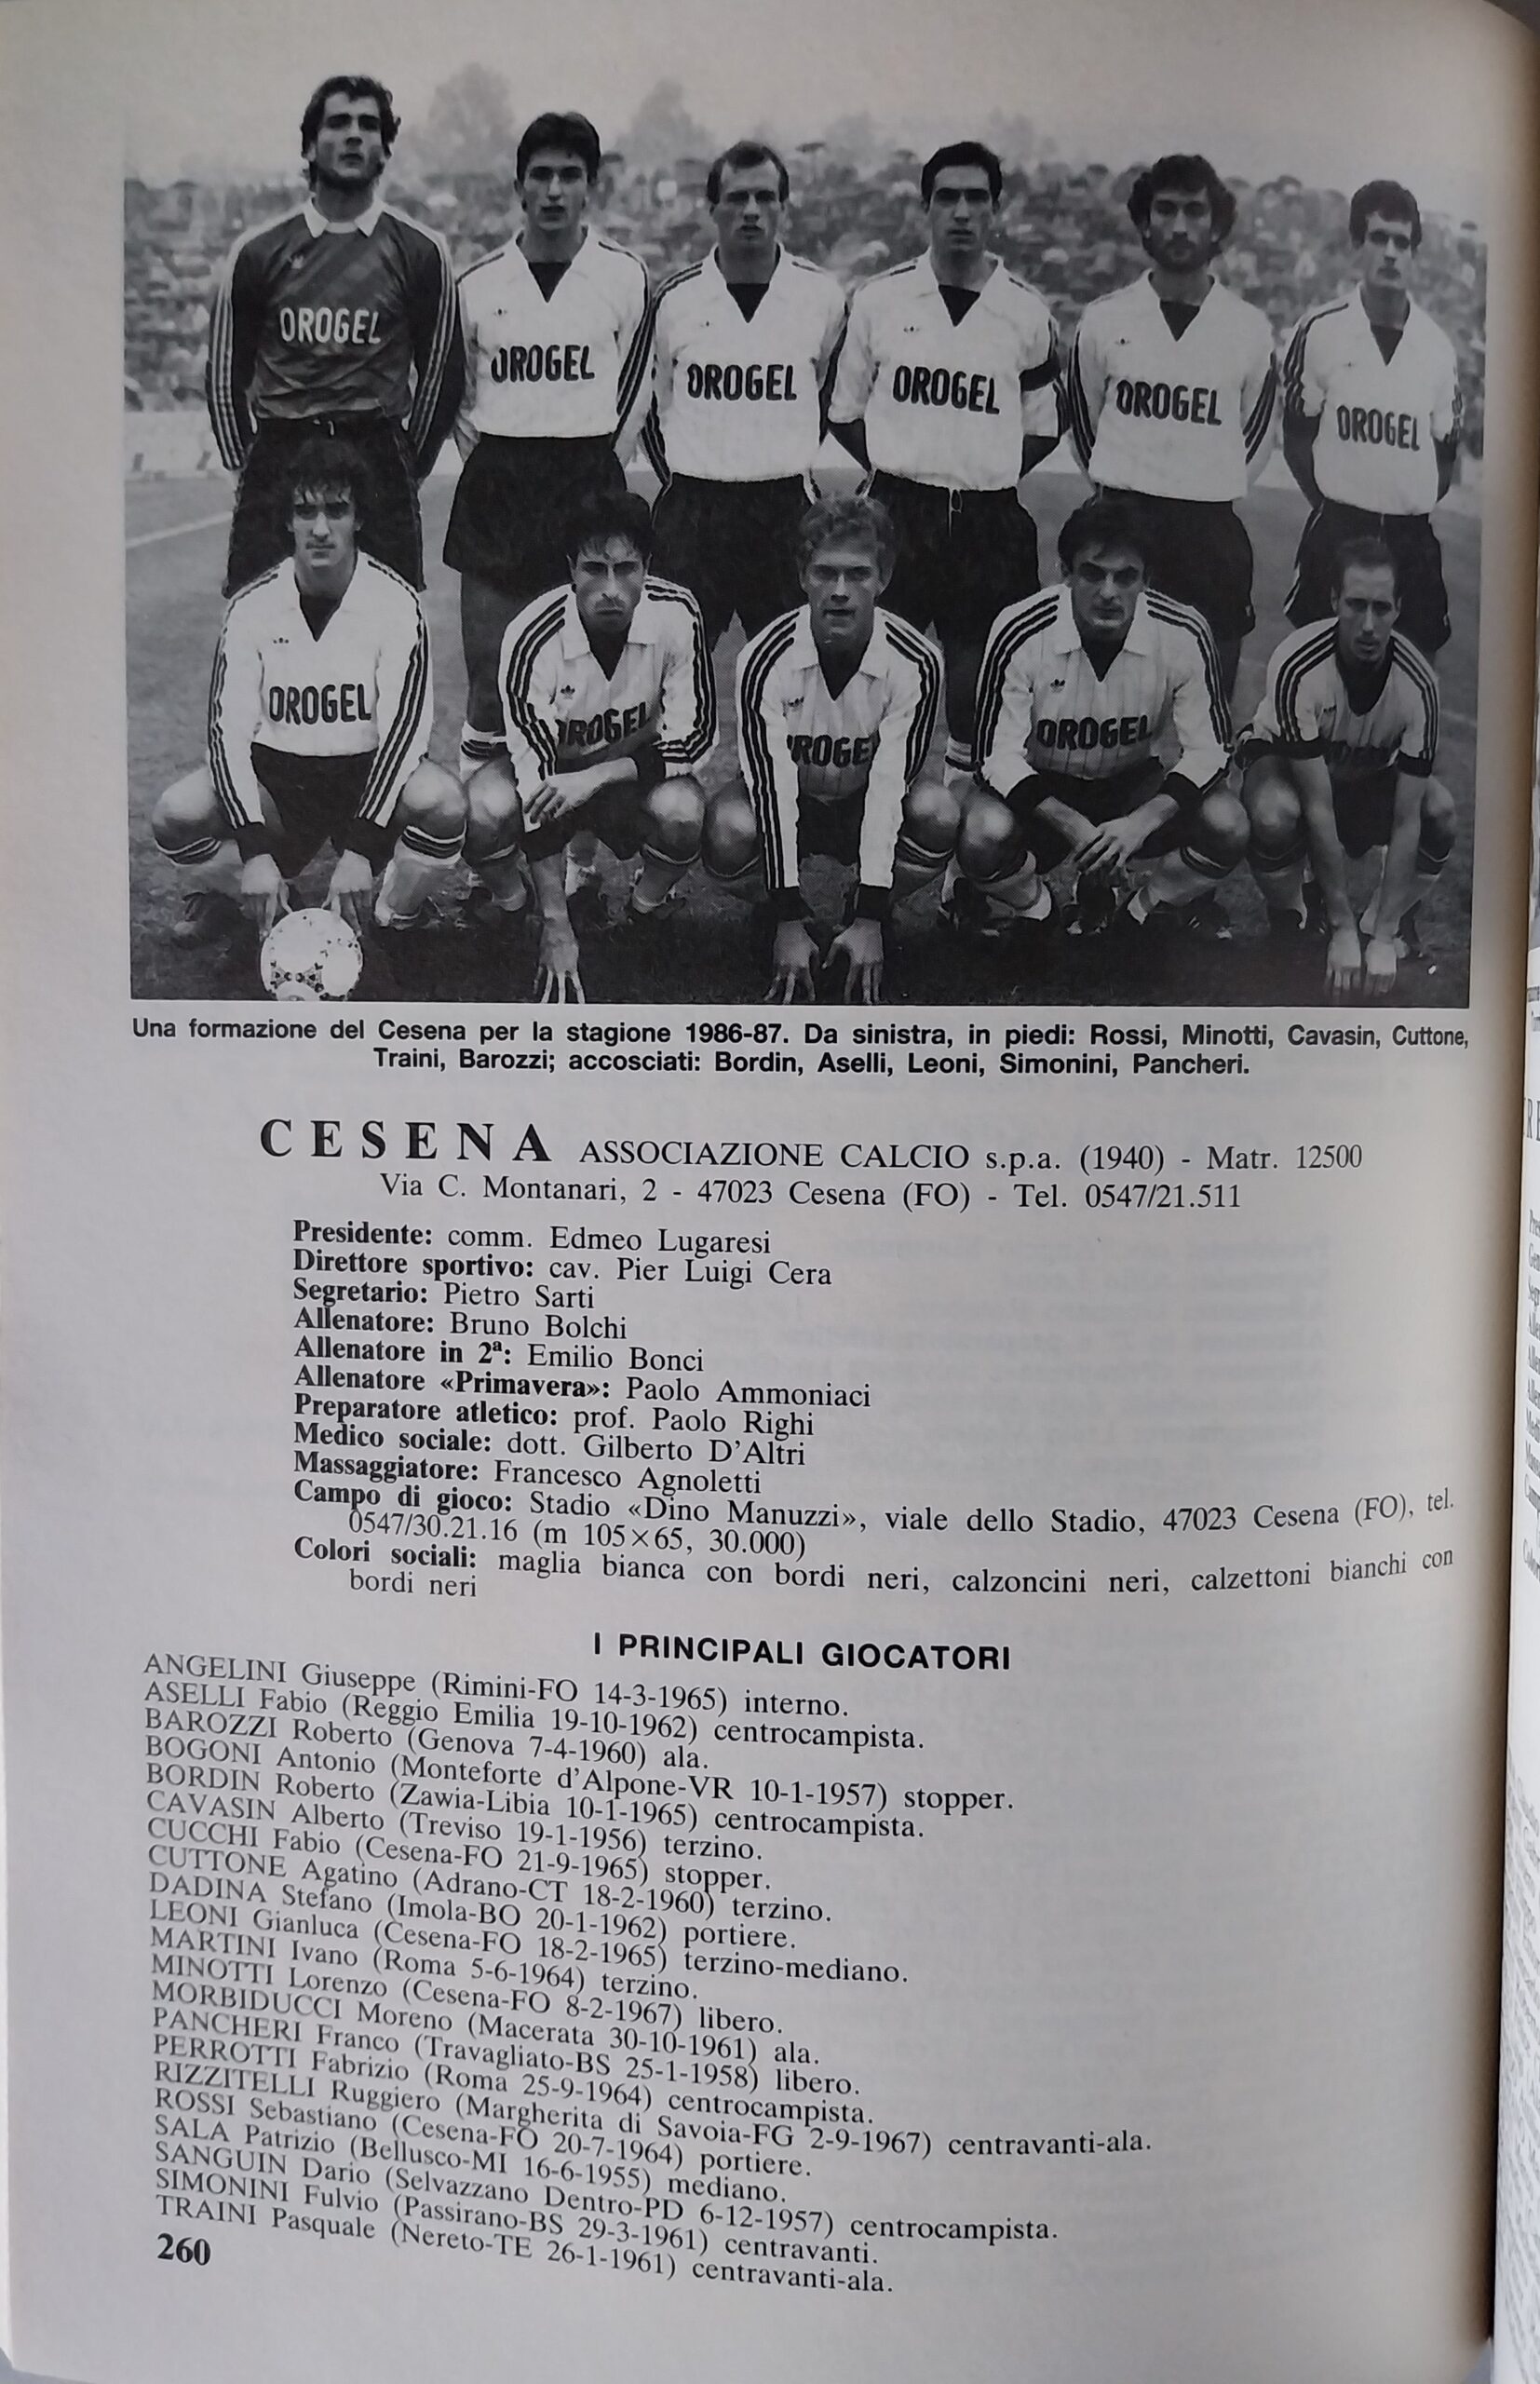 OROGEL
OROGEL
OROGEL
OROGEL
OROGEL
OROGEL
OROGEL
OROGEL
ROGE
OROGEL
Una formazione del Cesena per la stagione 1986-87. Da sinistra, in piedi: Rossi, Minotti, Cavasin, Cuttone,
Traini, Barozzi; accosciati: Bordin, Aselli, Leoni, Simonini, Pancheri.
CESENA ASSOCIAZIONE CALCIO s.p.a. (1940) - Matr. 12500
Via C. Montanari, 2 - 47023 Cesena (FO) - Tel. 0547/21.511
Presidente: comm. Edmeo Lugaresi
Direttore sportivo: cav. Pier Luigi Cera
Segretario: Pietro Sarti
Allenatore: Bruno Bolchi
Allenatore in 2ª: Emilio Bonci
Allenatore «Primavera»: Paolo Ammoniaci
Preparatore atletico: prof. Paolo Righi
Medico sociale: dott. Gilberto D'Altri
Massaggiatore: Francesco Agnoletti
Campo di gioco: Stadio «Dino Manuzzi», viale dello Stadio, 47023 Cesena (FO), tel.
0547/30.21.16 (m 105×65, 30.000)
Colori sociali: maglia bianca con bordi neri, calzoncini neri, calzettoni bianchi con
bordi neri
I PRINCIPALI GIOCATORI
ANGELINI Giuseppe (Rimini-FO 14-3-1965) interno.
ASELLI Fabio (Reggio Emilia 19-10-1962) centrocampista.
BAROZZI Roberto (Genova 7-4-1960) ala.
BOGONI Antonio (Monteforte d'Alpone-VR 10-1-1957) stopper.
BORDIN Roberto (Zawia-Libia 10-1-1965) centrocampista.
CAVASIN Alberto (Treviso 19-1-1956) terzino.
CUCCHI Fabio (Cesena-FO 21-9-1965) stopper.
CUTTONE Agatino (Adrano-CT 18-2-1960) terzino.
DADINA Stefano (Imola-BO 20-1-1962) portiere.
LEONI Gianluca (Cesena-FO 18-2-1965) terzino-mediano.
MARTINI Ivano (Roma 5-6-1964) terzino.
MINOTTI Lorenzo (Cesena-FO 8-2-1967) libero.
MORBIDUCCI Moreno (Macerata 30-10-1961) ala.
PANCHERI Franco (Travagliato-BS 25-1-1958) libero.
PERROTTI Fabrizio (Roma 25-9-1964) centrocampista.
RIZZITELLI Ruggiero (Margherita di Savoia-FG 2-9-1967) centravanti-ala.
ROSSI Sebastiano (Cesena-FO 20-7-1964) portiere.
SALA Patrizio (Bellusco-MI 16-6-1955) mediano.
SANGUIN Dario (Selvazzano Dentro-PD 6-12-1957) centrocampista.
SIMONINI Fulvio (Passirano-BS 29-3-1961) centravanti.
TRAINI Pasquale (Nereto-TE 26-1-1961) centravanti-ala.
260